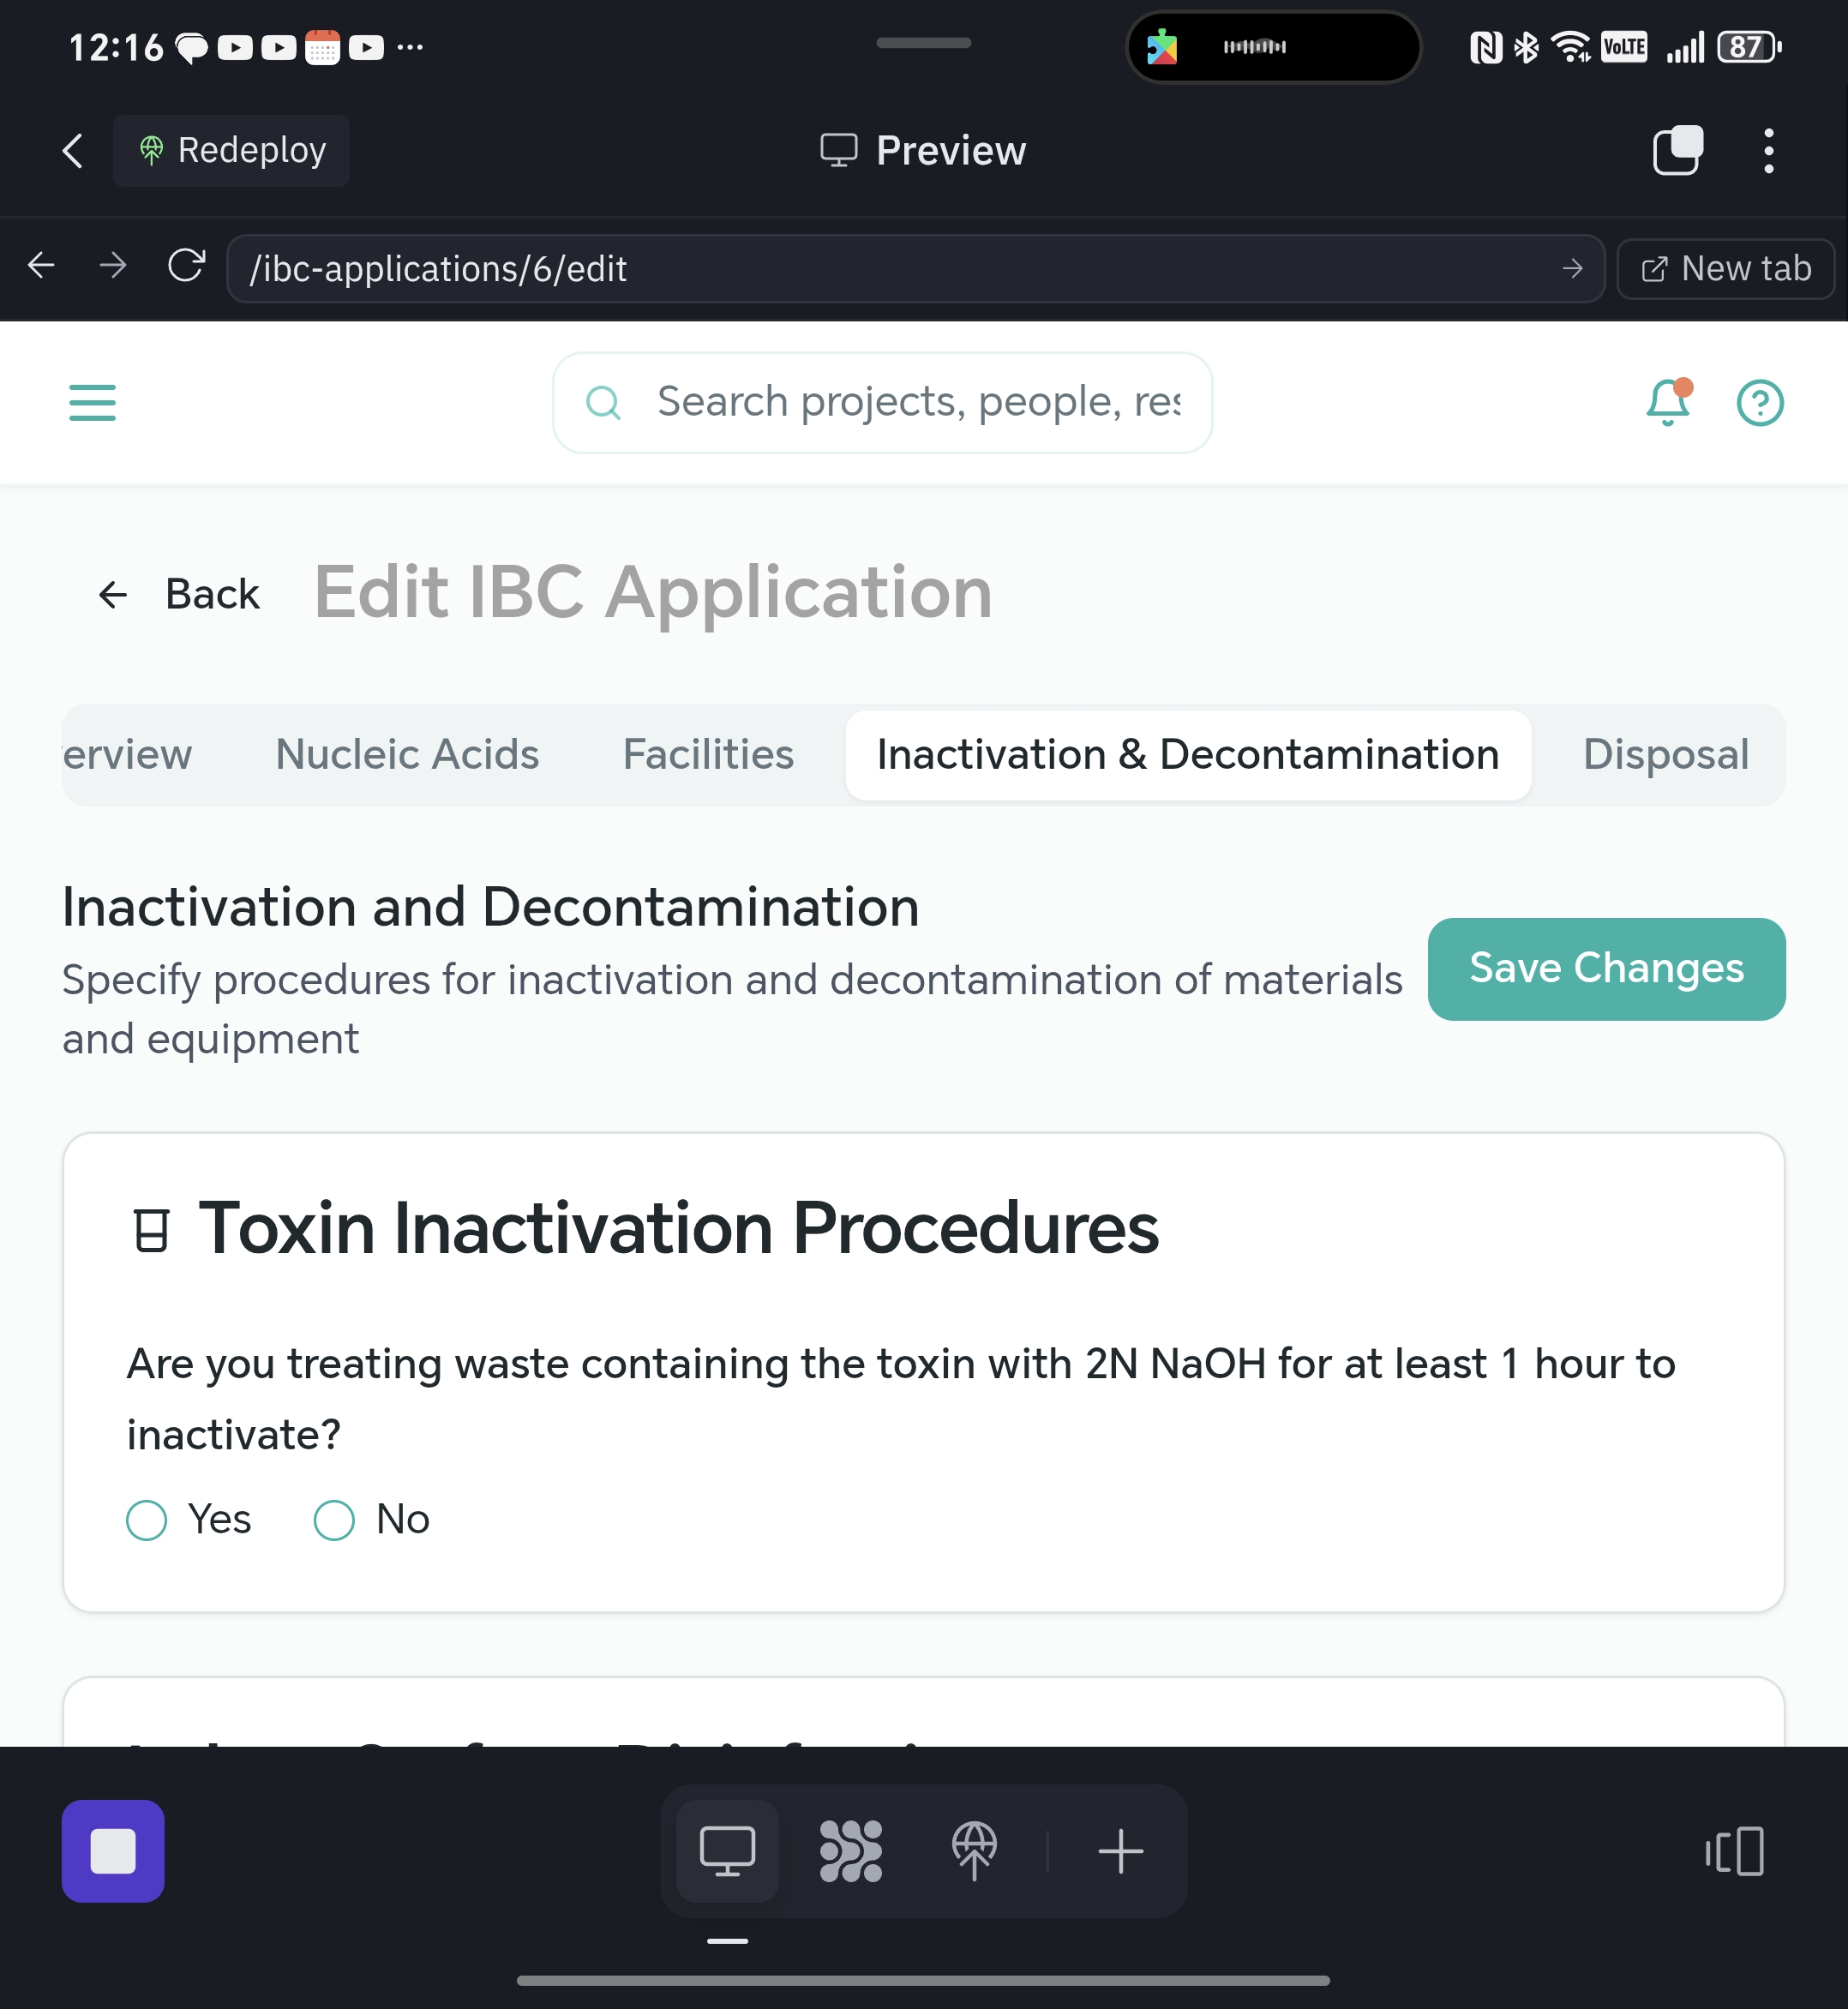 12:16
VoLTE
87
Redeploy
Preview
/ibc-applications/6/edit
New tab
Search projects, people, res
Back
Edit IBC Application
erview
Nucleic Acids
Facilities
Inactivation & Decontamination
Disposal
Inactivation and Decontamination
Specify procedures for inactivation and decontamination of materials
and equipment
Save Changes
Toxin Inactivation Procedures
Are you treating waste containing the toxin with 2N NaOH for at least 1 hour to
inactivate?
Yes
No